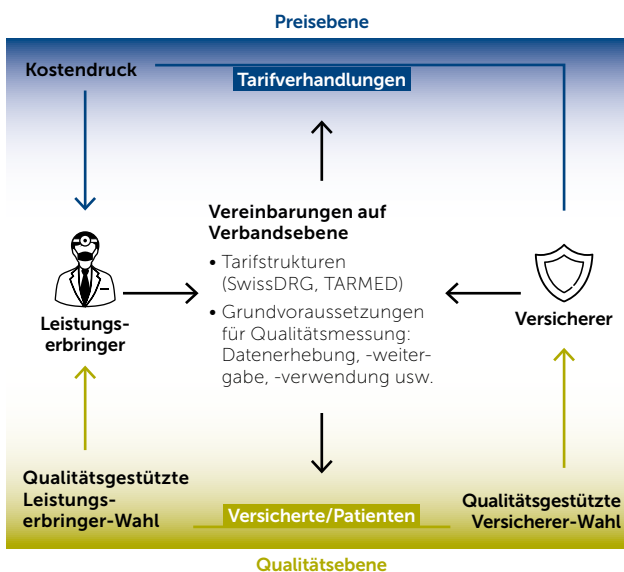 Preisebene
Kostendruck
Tarifverhandlungen
Vereinbarungen auf
Verbandsebene
• Tarifstrukturen
(SwissDRG, TARMED)
• Grundvoraussetzungen
für Qualitätsmessung:
Datenerhebung, -weiter-
gabe, -verwendung usw.
Leistungs-
erbringer
Versicherer
Qualitätsgestützte
Leistungs-
erbringer-Wahl
Versicherte/Patienten
Qualitätsgestützte
Versicherer-Wahl
Qualitätsebene